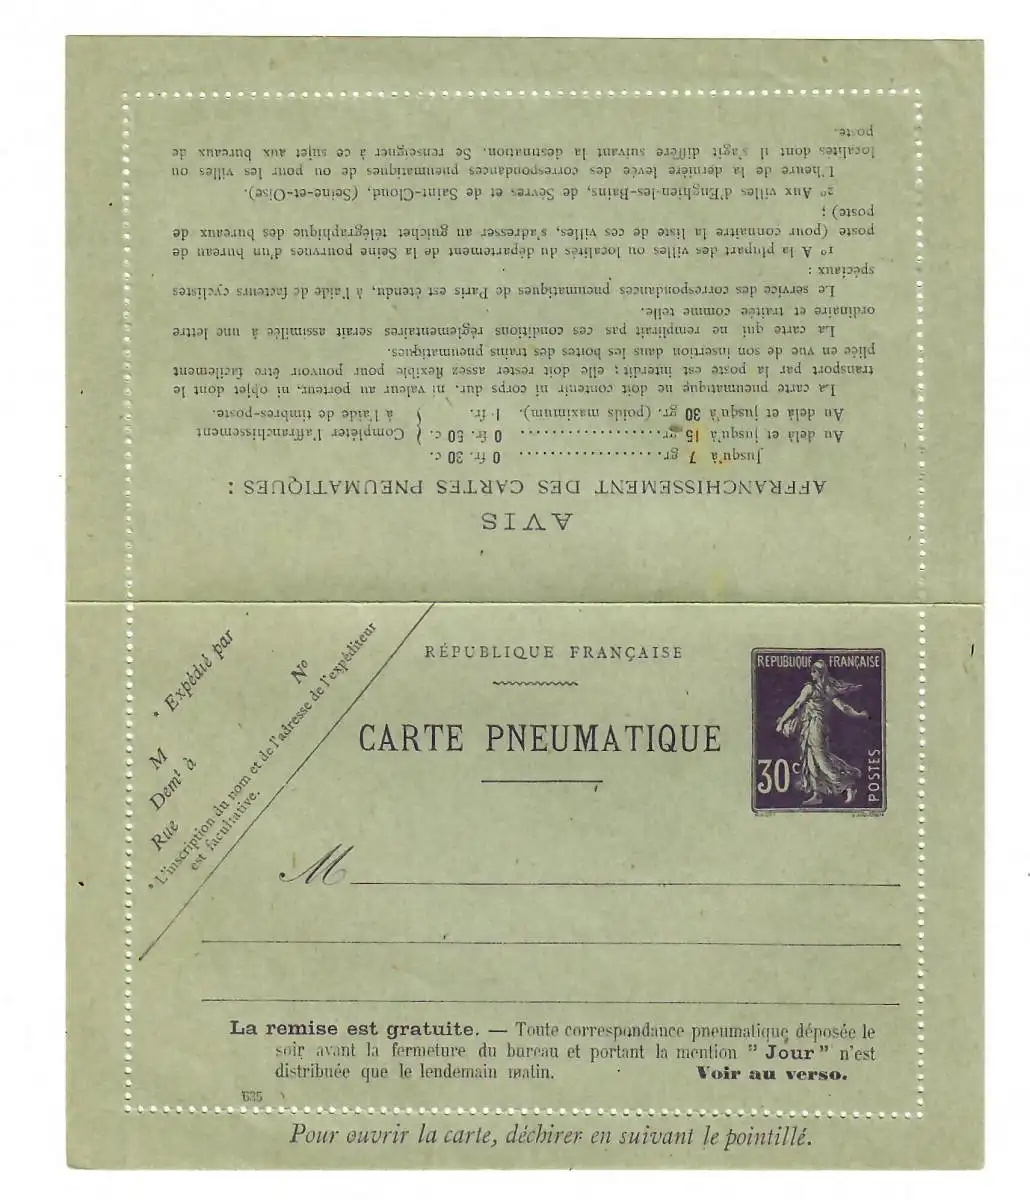 AVIS
AFFRANCHISSEMENT DES CARTES PNEUMATIQUES :
Jusqu'à 7 gr. . . . . . . . . . . . . . . 0 fr. 30 c.
Au delà et jusqu'à 15 gr. . . . . . . . . . . . . 0 fr. 50 c. } Compléter l'affranchissement
Au delà et jusqu'à 30 gr. (poids maximum). 1 fr. } à l'aide de timbres-poste.
La carte pneumatique ne doit contenir ni corps dur, ni valeur au porteur, ni objet dont le
transport par la poste est interdit ; elle doit rester assez flexible pour pouvoir être facilement
pliée en vue de son insertion dans les boîtes des trains pneumatiques.
La carte qui ne remplirait pas ces conditions réglementaires serait assimilée à une lettre
ordinaire et traitée comme telle.
Le service des correspondances pneumatiques de Paris est étendu, à l'aide de facteurs cyclistes
spéciaux :
1° A la plupart des villes ou localités du département de la Seine pourvues d'un bureau de
poste (pour connaître la liste de ces villes, s'adresser au guichet télégraphique des bureaux de
poste) ;
2° Aux villes d'Enghien-les-Bains, de Sèvres et de Saint-Cloud, (Seine-et-Oise).
L'heure de la dernière levée des correspondances pneumatiques de ou pour les villes ou
localités dont il s'agit diffère suivant la destination. Se renseigner à ce sujet aux bureaux de
poste.
* Expédié par
M N°
Demt à
Rue
* L'inscription du nom et de l'adresse de l'expéditeur
est facultative.
RÉPUBLIQUE FRANÇAISE
CARTE PNEUMATIQUE
REPUBLIQUE FRANÇAISE
30c
POSTES
M
La remise est gratuite. — Toute correspondance pneumatique déposée le
soir avant la fermeture du bureau et portant la mention " Jour " n'est
distribuée que le lendemain matin. Voir au verso.
635
Pour ouvrir la carte, déchirer en suivant le pointillé.